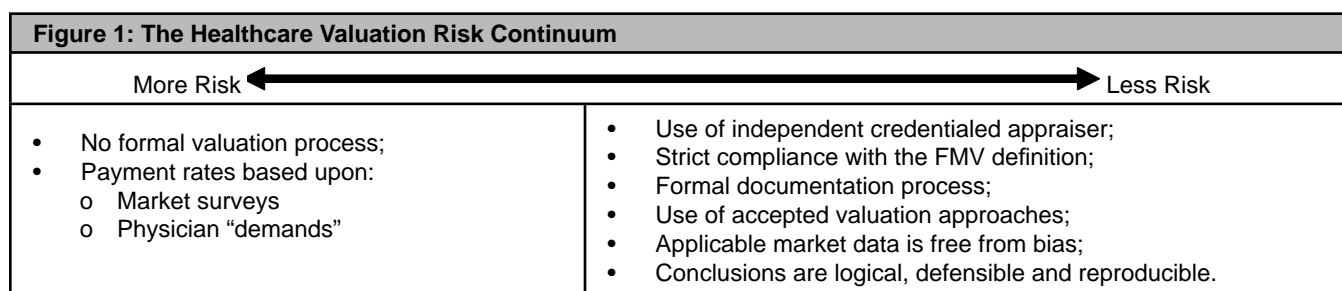 Figure 1: The Healthcare Valuation Risk Continuum
More Risk
Less Risk
• No formal valuation process;
• Payment rates based upon:
o Market surveys
o Physician “demands”
• Use of independent credentialed appraiser;
• Strict compliance with the FMV definition;
• Formal documentation process;
• Use of accepted valuation approaches;
• Applicable market data is free from bias;
• Conclusions are logical, defensible and reproducible.